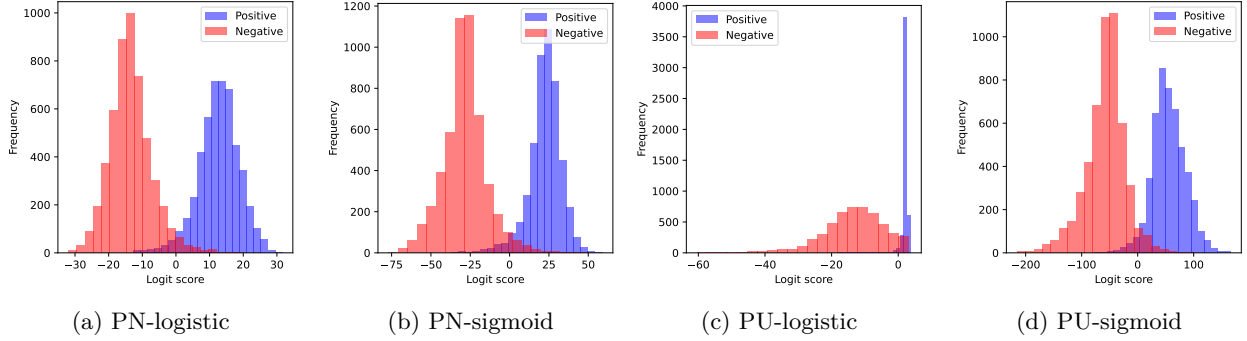 1000
800
600
400
200
0
Frequency
−30
−20
−10
0
10
20
30
Logit score
Positive
Negative
(a) PN-logistic
1200
1000
800
600
400
200
0
Frequency
−75
−50
−25
0
25
50
Logit score
Positive
Negative
(b) PN-sigmoid
4000
3500
3000
2500
2000
1500
1000
500
0
Frequency
−60
−40
−20
0
Logit score
Positive
Negative
(c) PU-logistic
1000
800
600
400
200
0
Frequency
−200
−100
0
100
Logit score
Positive
Negative
(d) PU-sigmoid